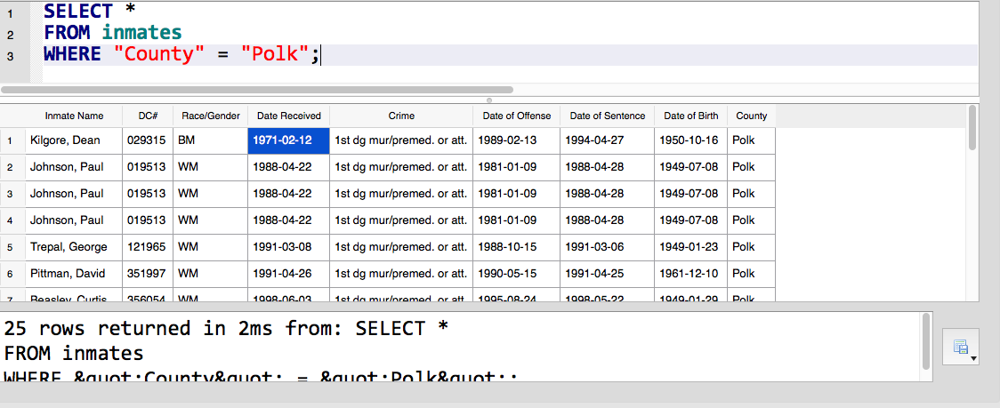 1 SELECT *
2 FROM inmates
3 WHERE "County" = "Polk";
Inmate Name DC# Race/Gender Date Received Crime Date of Offense Date of Sentence Date of Birth County
1 Kilgore, Dean 029315 BM 1971-02-12 1st dg mur/premed. or att. 1989-02-13 1994-04-27 1950-10-16 Polk
2 Johnson, Paul 019513 WM 1988-04-22 1st dg mur/premed. or att. 1981-01-09 1988-04-28 1949-07-08 Polk
3 Johnson, Paul 019513 WM 1988-04-22 1st dg mur/premed. or att. 1981-01-09 1988-04-28 1949-07-08 Polk
4 Johnson, Paul 019513 WM 1988-04-22 1st dg mur/premed. or att. 1981-01-09 1988-04-28 1949-07-08 Polk
5 Trepal, George 121965 WM 1991-03-08 1st dg mur/premed. or att. 1988-10-15 1991-03-06 1949-01-23 Polk
6 Pittman, David 351997 WM 1991-04-26 1st dg mur/premed. or att. 1990-05-15 1991-04-25 1961-12-10 Polk
7 Beasley, Curtis 356054 WM 1998-06-03 1st dg mur/premed. or att. 1995-08-24 1998-05-22 1949-01-29 Polk
25 rows returned in 2ms from: SELECT *
FROM inmates
WHERE &quot;County&quot; = &quot;Polk&quot;;